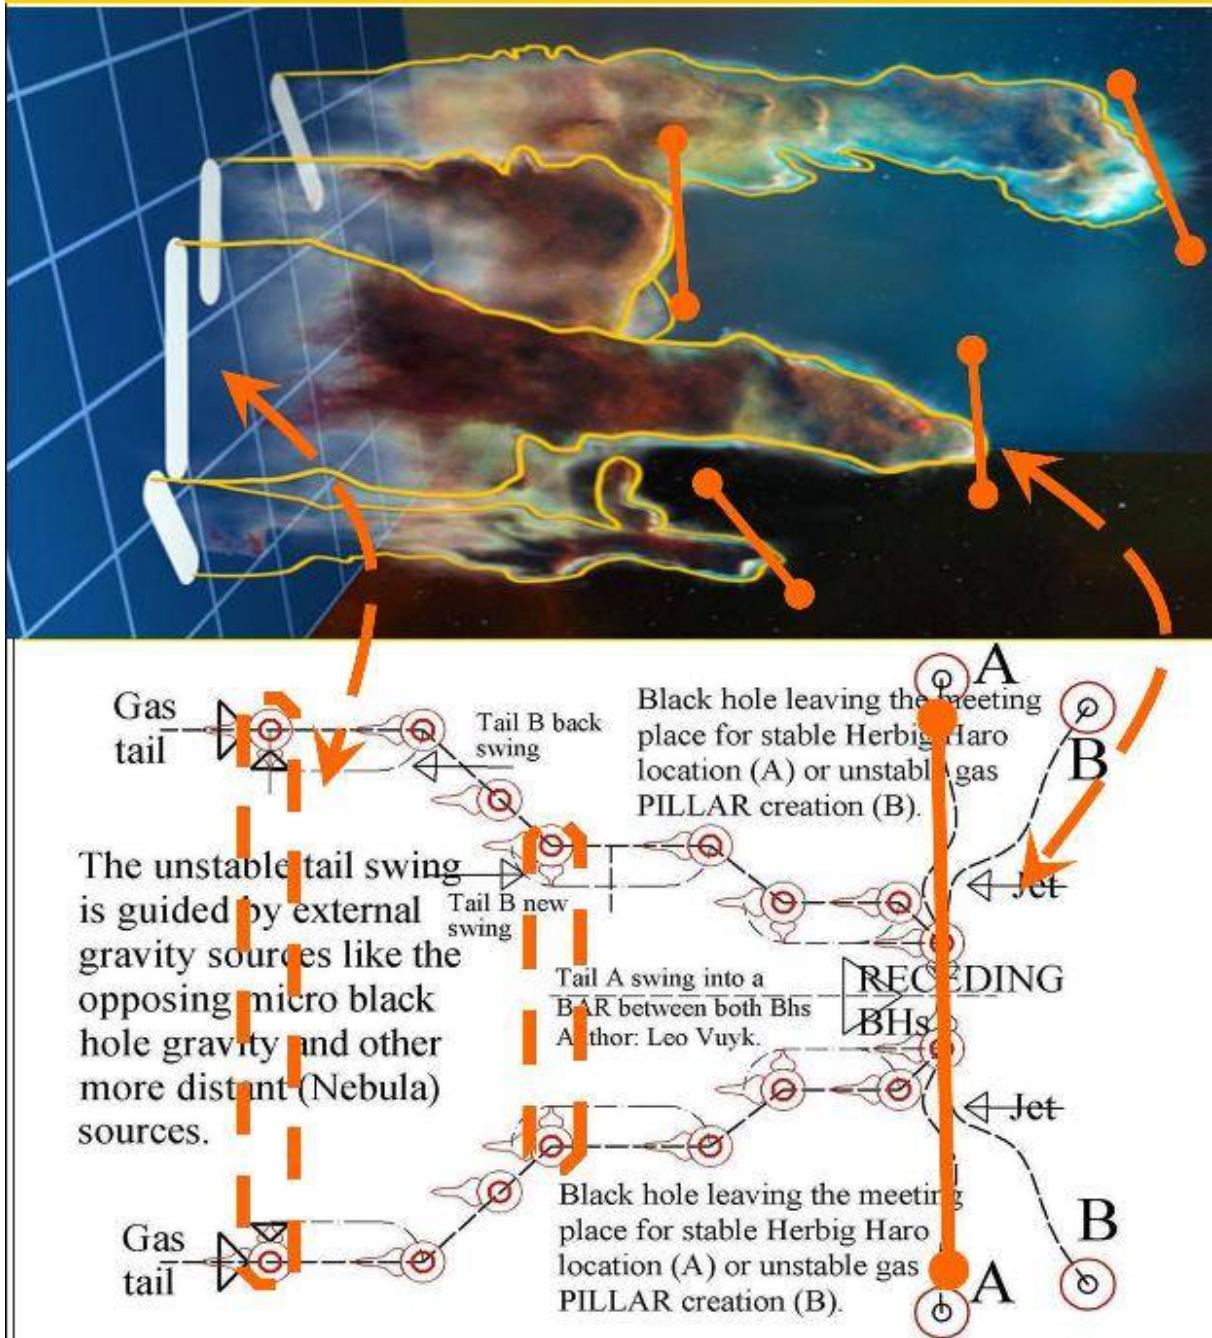 A
Gas
tail
Tail B back
swing
Black hole leaving the meeting
place for stable Herbig Haro
location (A) or unstable gas
PILLAR creation (B).
B
The unstable tail swing
is guided by external
gravity sources like the
opposing micro black
hole gravity and other
more distant (Nebula)
sources.
Tail B new
swing
Jet
Tail A swing into a
BAR between both Bhs
Author: Leo Vuyk.
RECEDING
BHs
Jet
Black hole leaving the meeting
place for stable Herbig Haro
location (A) or unstable gas
PILLAR creation (B).
B
Gas
tail
A